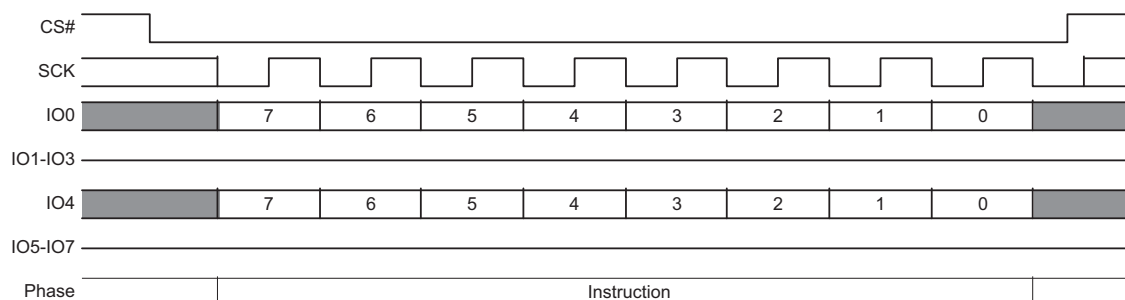 CS#
SCK
IO0 7 6 5 4 3 2 1 0
IO1-IO3
IO4 7 6 5 4 3 2 1 0
IO5-IO7
Phase Instruction